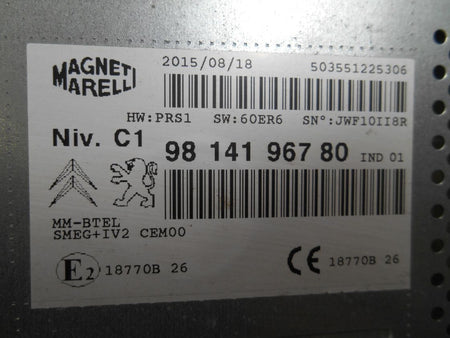 MAGNETI MARELLI
2015/08/18 503551225306
HW:PRS1 SW:60ER6 SN°:JWF10II8R
Niv. C1
98 141 967 80 IND 01
MM-BTEL
SMEG+IV2 CEM00
E2 18770B 26
CE 18770B 26